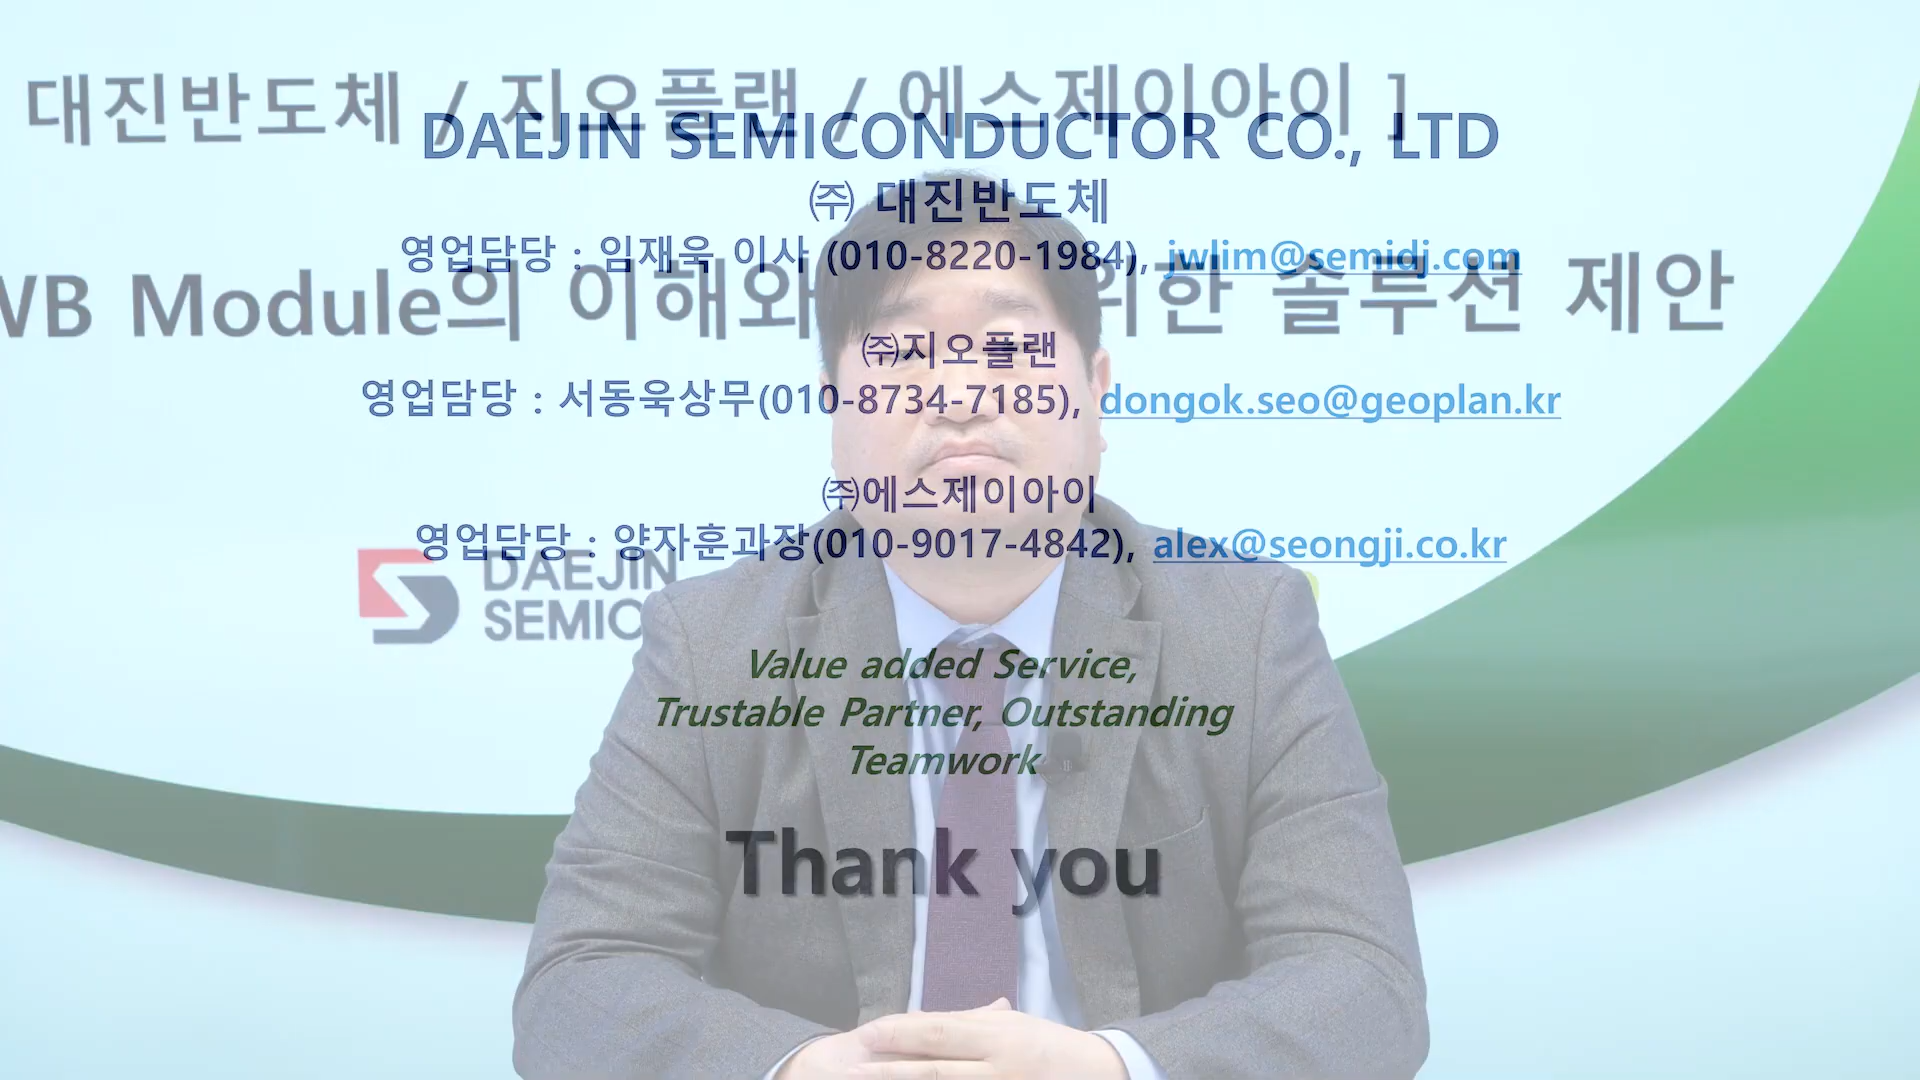 대진반도체 / 지오플랜 / 에스제이아이 ]
DAEJIN SEMICONDUCTOR CO., LTD
㈜ 대진반도체
영업담당 : 임재욱 이사 (010-8220-1984), jwlim@semidj.com
WB Module의 이해와 위한 솔루션 제안
㈜지오플랜
영업담당 : 서동욱상무(010-8734-7185), dongok.seo@geoplan.kr
㈜에스제이아이
영업담당 : 양자훈과장(010-9017-4842), alex@seongji.co.kr
DAEJIN
SEMIC
Value added Service,
Trustable Partner, Outstanding
Teamwork
Thank you